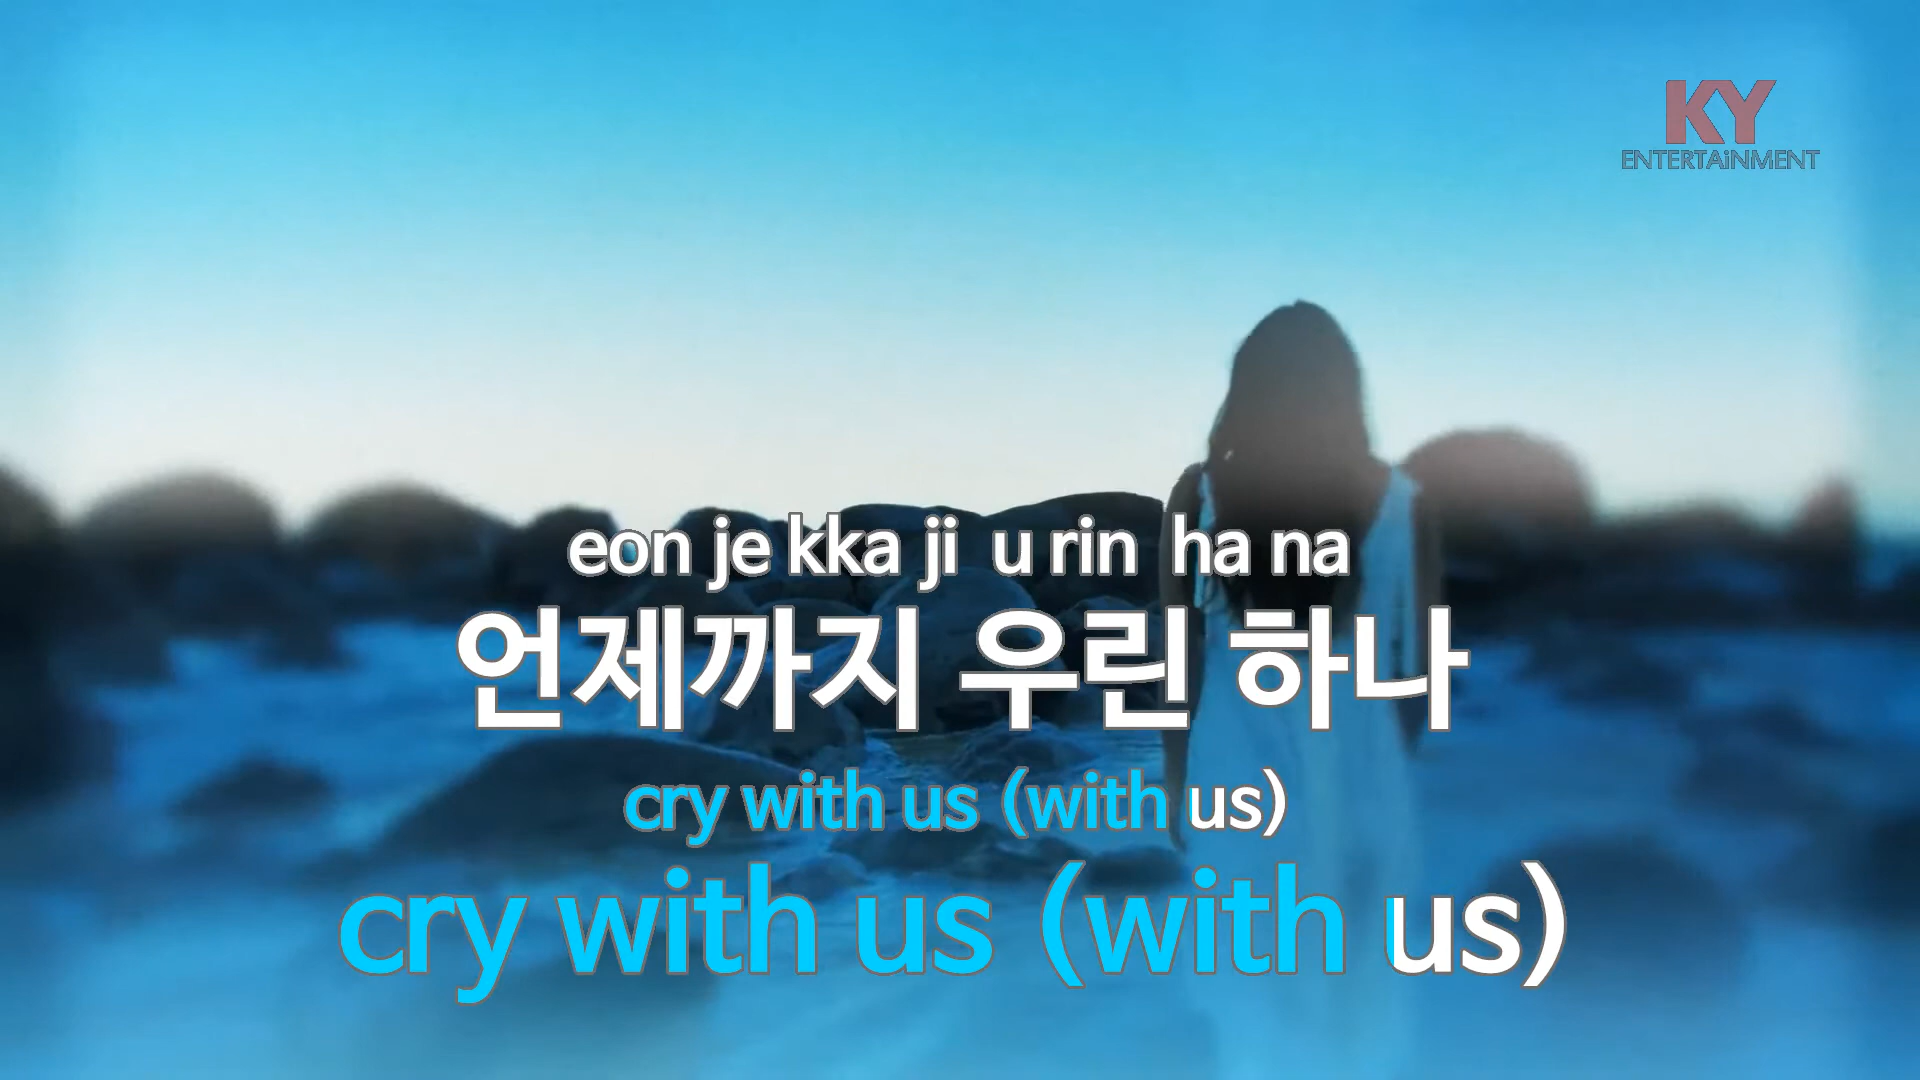 KY
ENTERTAiNMENT
eon je kka ji u rin ha na
언제까지 우린 하나
cry with us (with us)
cry with us (with us)